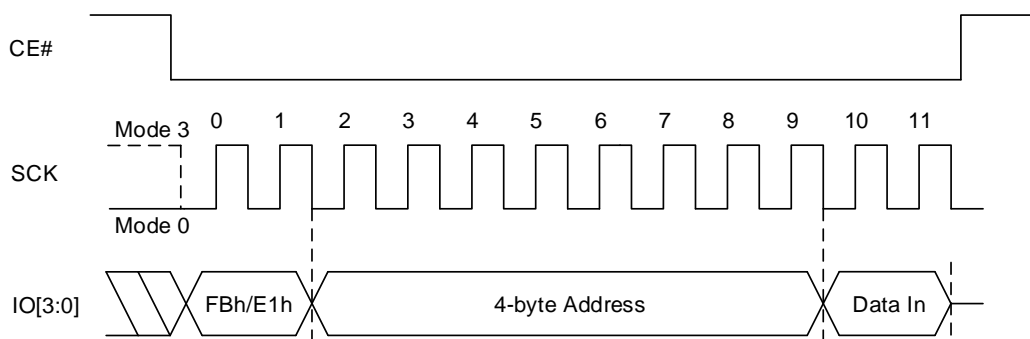 CE#
Mode 3 0 1 2 3 4 5 6 7 8 9 10 11
SCK
Mode 0
IO[3:0] FBh/E1h 4-byte Address Data In